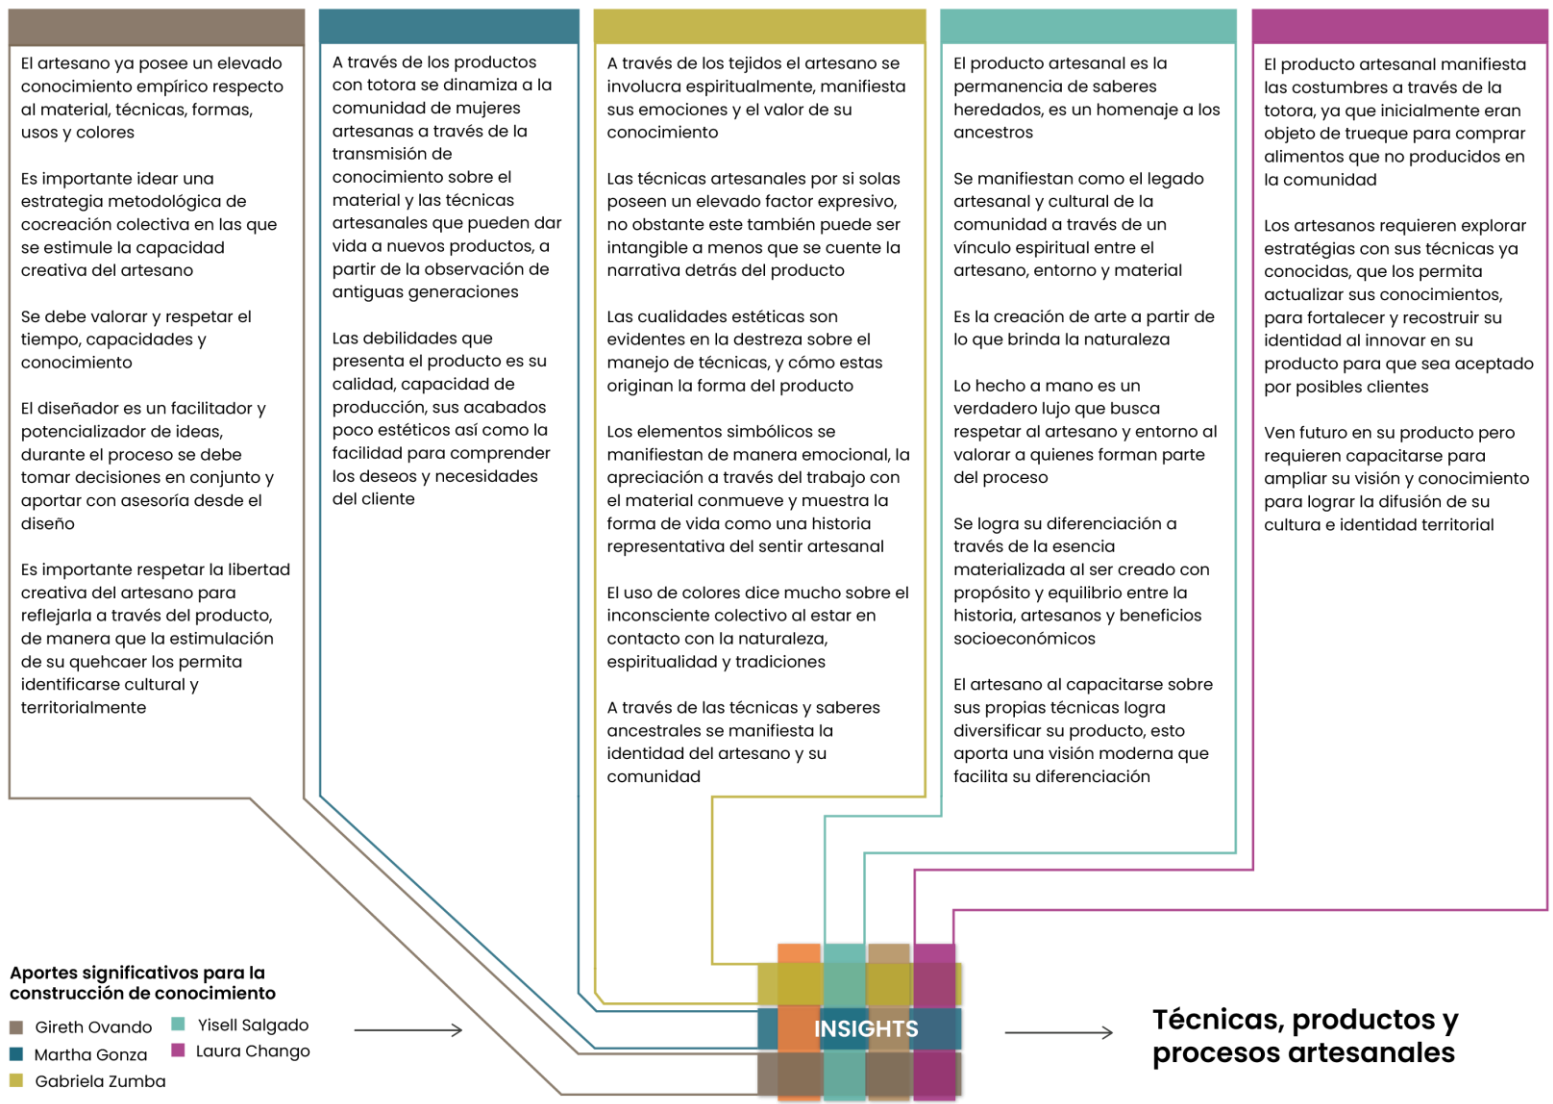 El artesano ya posee un elevado
conocimiento empírico respecto
al material, técnicas, formas,
usos y colores
Es importante idear una
estrategia metodológica de
cocreación colectiva en las que
se estimule la capacidad
creativa del artesano
Se debe valorar y respetar el
tiempo, capacidades y
conocimiento
El diseñador es un facilitador y
potencializador de ideas,
durante el proceso se debe
tomar decisiones en conjunto y
aportar con asesoría desde el
diseño
Es importante respetar la libertad
creativa del artesano para
reflejarla a través del producto,
de manera que la estimulación
de su quehcaer los permita
identificarse cultural y
territorialmente
A través de los productos
con totora se dinamiza a la
comunidad de mujeres
artesanas a través de la
transmisión de
conocimiento sobre el
material y las técnicas
artesanales que pueden dar
vida a nuevos productos, a
partir de la observación de
antiguas generaciones
Las debilidades que
presenta el producto es su
calidad, capacidad de
producción, sus acabados
poco estéticos así como la
facilidad para comprender
los deseos y necesidades
del cliente
A través de los tejidos el artesano se
involucra espiritualmente, manifiesta
sus emociones y el valor de su
conocimiento
Las técnicas artesanales por si solas
poseen un elevado factor expresivo,
no obstante este también puede ser
intangible a menos que se cuente la
narrativa detrás del producto
Las cualidades estéticas son
evidentes en la destreza sobre el
manejo de técnicas, y cómo estas
originan la forma del producto
Los elementos simbólicos se
manifiestan de manera emocional, la
apreciación a través del trabajo con
el material conmueve y muestra la
forma de vida como una historia
representativa del sentir artesanal
El uso de colores dice mucho sobre el
inconsciente colectivo al estar en
contacto con la naturaleza,
espiritualidad y tradiciones
A través de las técnicas y saberes
ancestrales se manifiesta la
identidad del artesano y su
comunidad
El producto artesanal es la
permanencia de saberes
heredados, es un homenaje a los
ancestros
Se manifiestan como el legado
artesanal y cultural de la
comunidad a través de un
vínculo espiritual entre el
artesano, entorno y material
Es la creación de arte a partir de
lo que brinda la naturaleza
Lo hecho a mano es un
verdadero lujo que busca
respetar al artesano y entorno al
valorar a quienes forman parte
del proceso
Se logra su diferenciación a
través de la esencia
materializada al ser creado con
propósito y equilibrio entre la
historia, artesanos y beneficios
socioeconómicos
El artesano al capacitarse sobre
sus propias técnicas logra
diversificar su producto, esto
aporta una visión moderna que
facilita su diferenciación
El producto artesanal manifiesta
las costumbres a través de la
totora, ya que inicialmente eran
objeto de trueque para comprar
alimentos que no producidos en
la comunidad
Los artesanos requieren explorar
estratégias con sus técnicas ya
conocidas, que los permita
actualizar sus conocimientos,
para fortalecer y recostruir su
identidad al innovar en su
producto para que sea aceptado
por posibles clientes
Ven futuro en su producto pero
requieren capacitarse para
ampliar su visión y conocimiento
para lograr la difusión de su
cultura e identidad territorial
Aportes significativos para la
construcción de conocimiento
Gireth Ovando
Martha Gonza
Gabriela Zumba
Yisell Salgado
Laura Chango
INSIGHTS
Técnicas, productos y
procesos artesanales